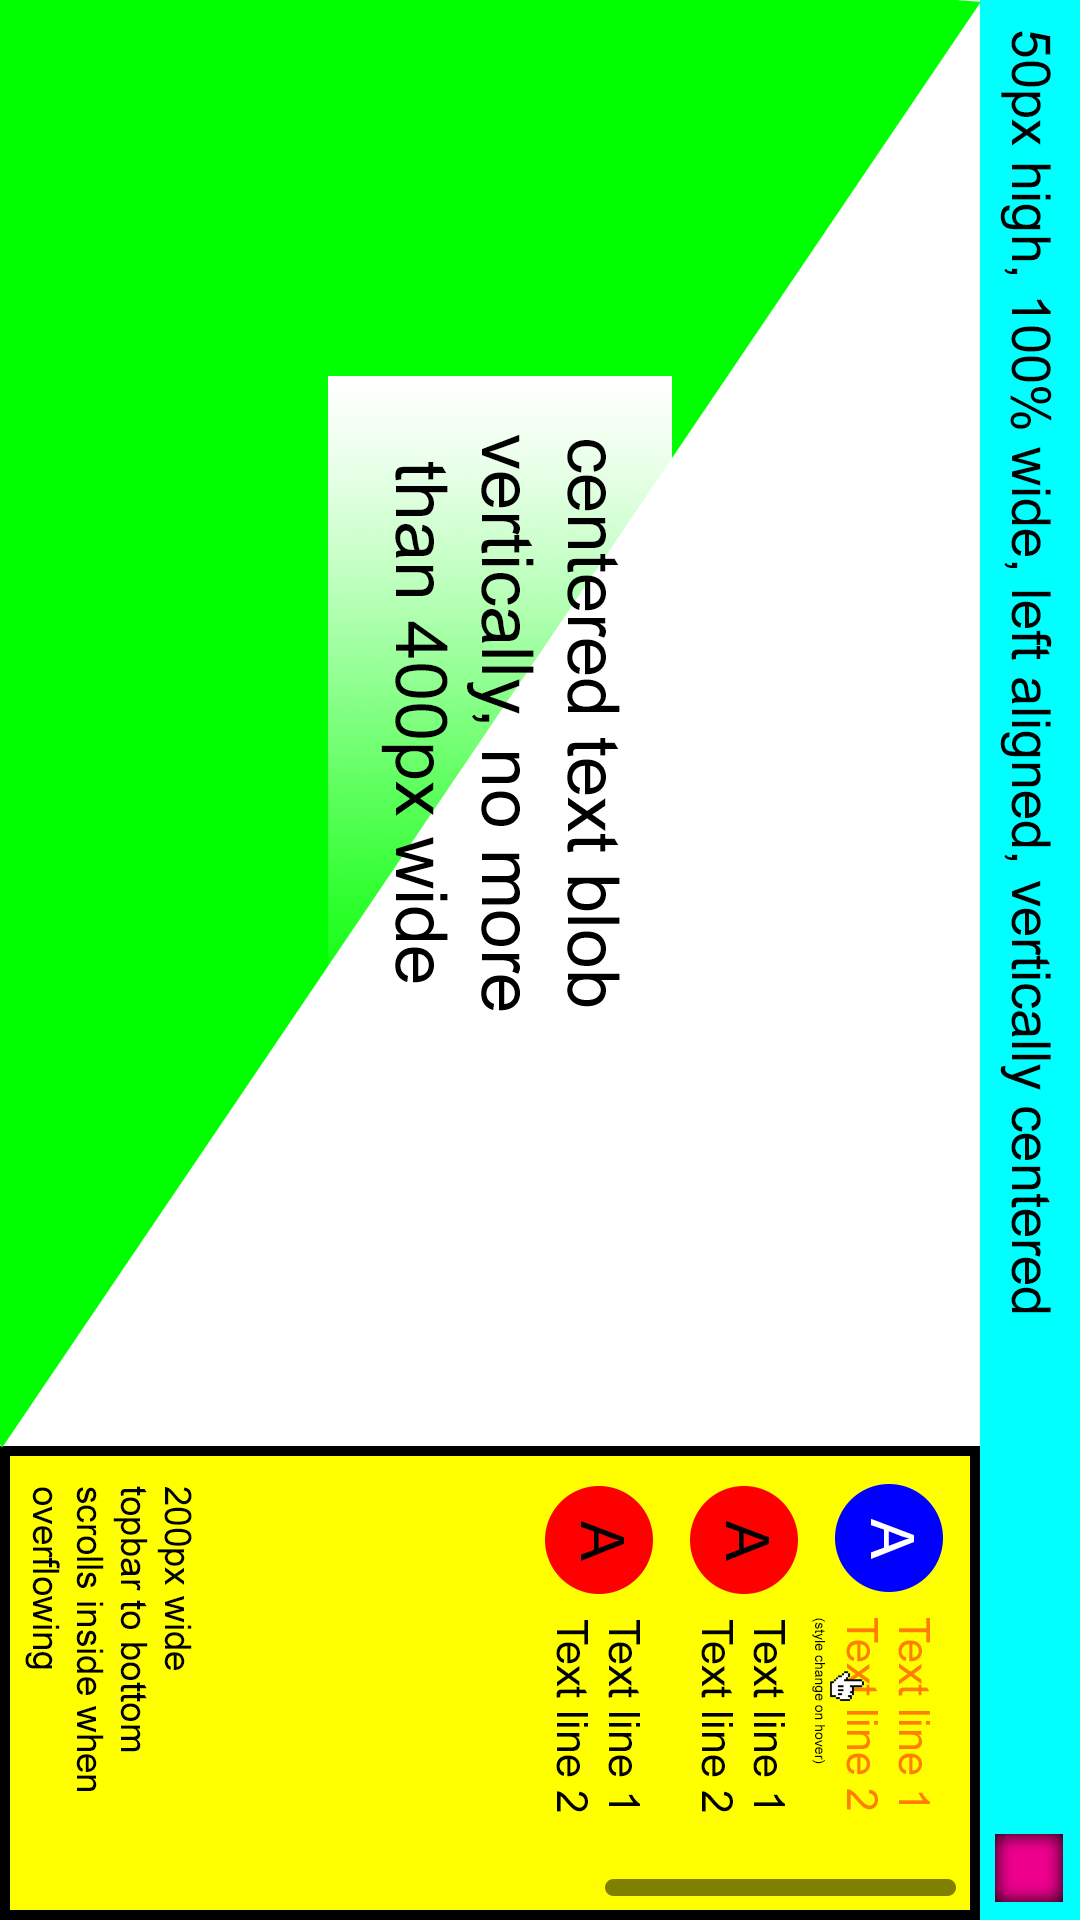 50px high, 100% wide, left aligned, vertically centered
centered text blob
vertically, no more
than 400px wide
A
Text line 1
Text line 2
(style change on hover)
A
Text line 1
Text line 2
A
Text line 1
Text line 2
200px wide
topbar to bottom
scrolls inside when
overflowing